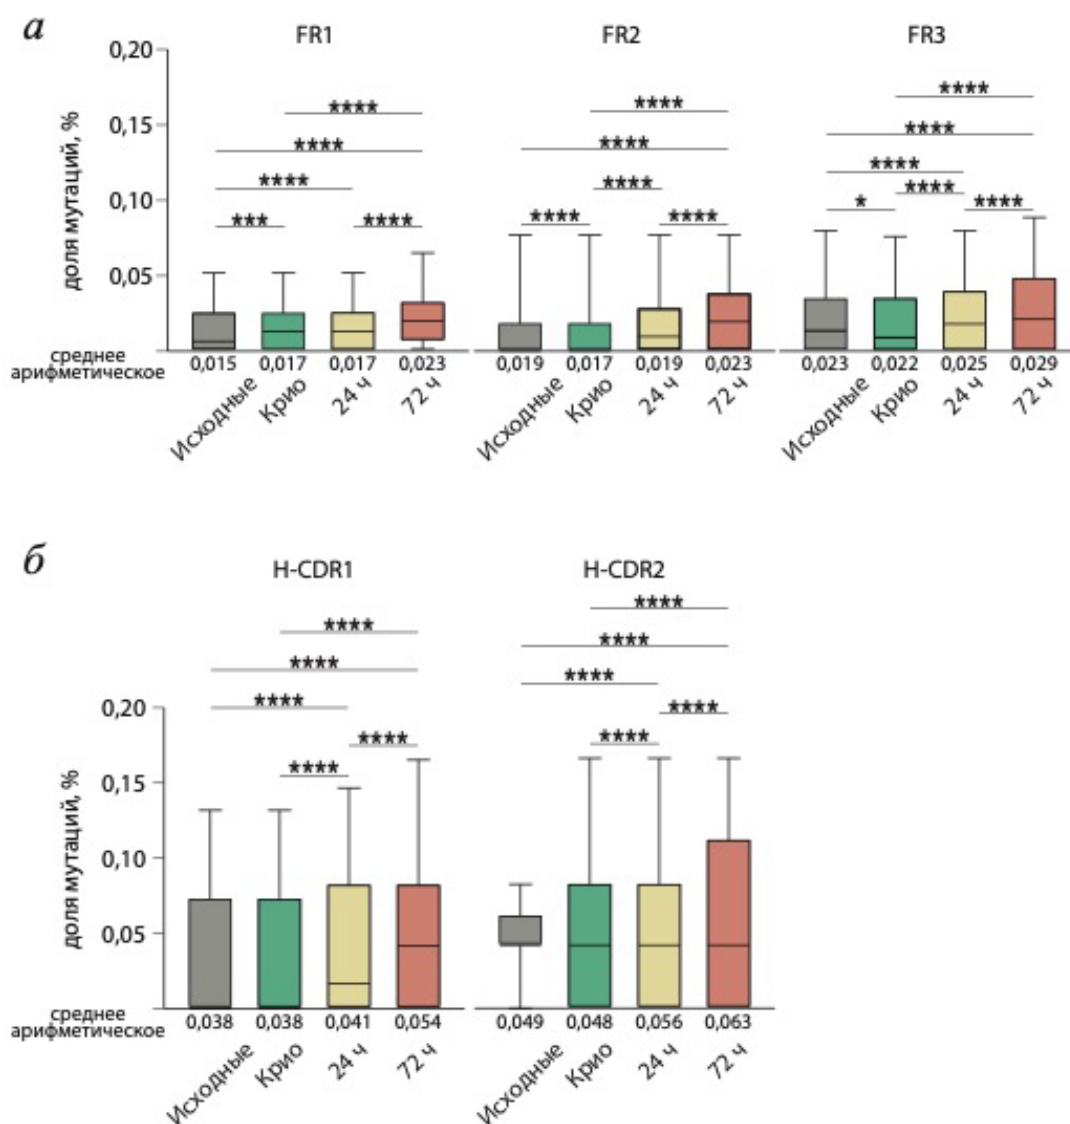 а
FR1 FR2 FR3
доля мутаций, %
0,20
0,15
0,10
0,05
****
****
****
*** ****
****
****
****
**** ****
****
****
****
****
* ****
среднее арифметическое
0,015 0,017 0,017 0,023 0,019 0,017 0,019 0,023 0,023 0,022 0,025 0,029
Исходные Крио 24 ч 72 ч Исходные Крио 24 ч 72 ч Исходные Крио 24 ч 72 ч
б
H-CDR1 H-CDR2
доля мутаций, %
0,20
0,15
0,10
0,05
****
****
****
****
****
****
****
****
****
****
среднее арифметическое
0,038 0,038 0,041 0,054 0,049 0,048 0,056 0,063
Исходные Крио 24 ч 72 ч Исходные Крио 24 ч 72 ч